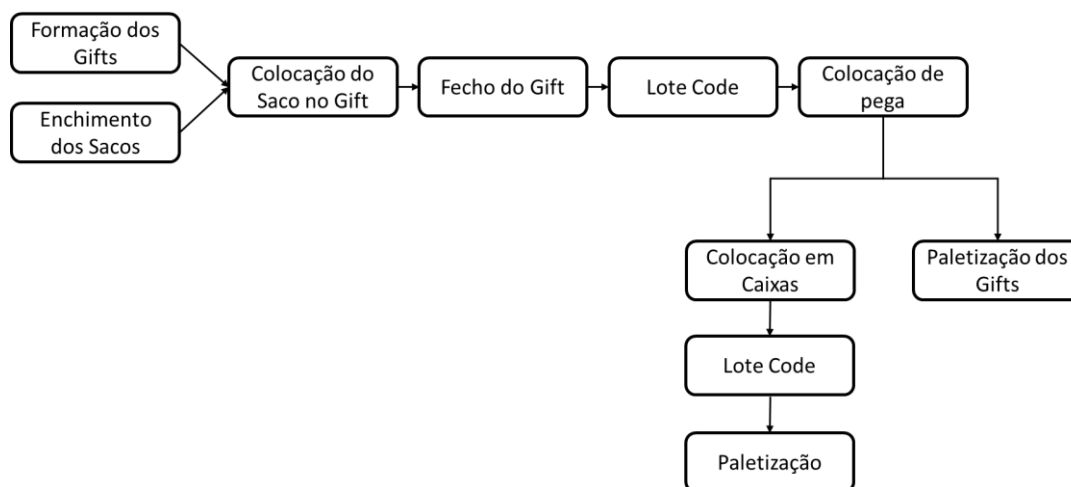 Formação dos
Gifts
Enchimento
dos Sacos
Colocação do
Saco no Gift
Fecho do Gift
Lote Code
Colocação de
pega
Colocação em
Caixas
Paletização dos
Gifts
Lote Code
Paletização